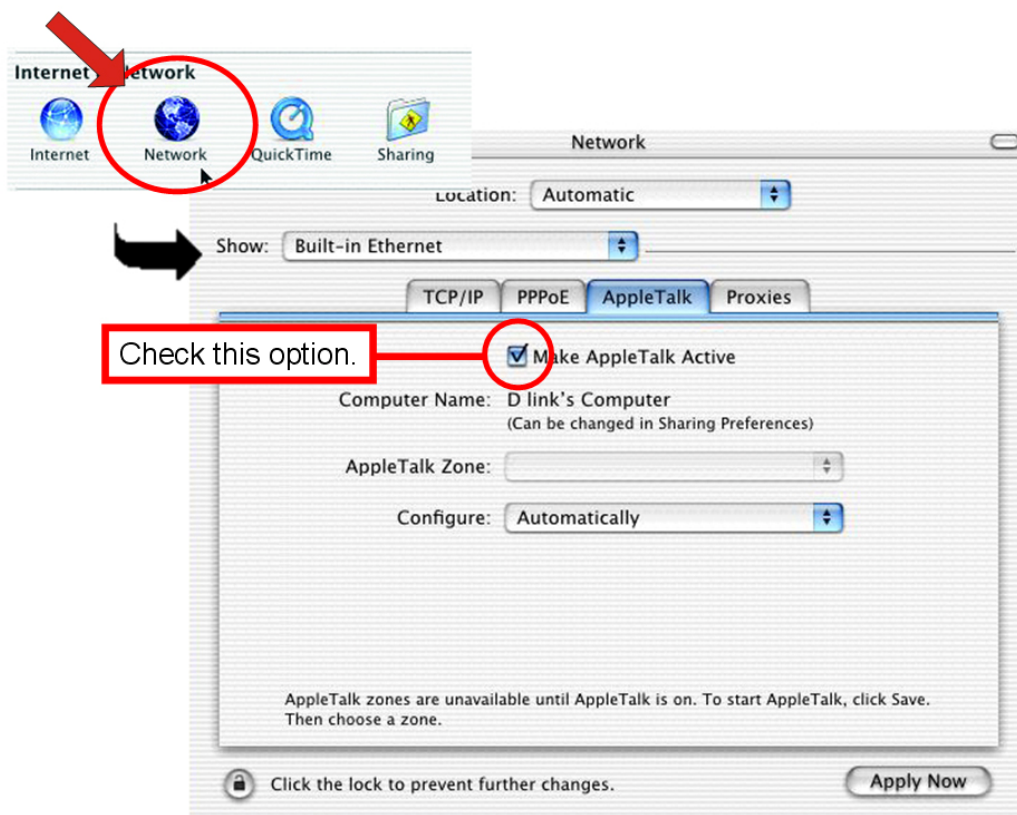 Internet & Network
Internet
Network
QuickTime
Sharing
Network
Location: Automatic
Show: Built-in Ethernet
TCP/IP PPPoE AppleTalk Proxies
Check this option.
Make AppleTalk Active
Computer Name: D link's Computer
(Can be changed in Sharing Preferences)
AppleTalk Zone:
Configure: Automatically
AppleTalk zones are unavailable until AppleTalk is on. To start AppleTalk, click Save.
Then choose a zone.
Click the lock to prevent further changes.
Apply Now